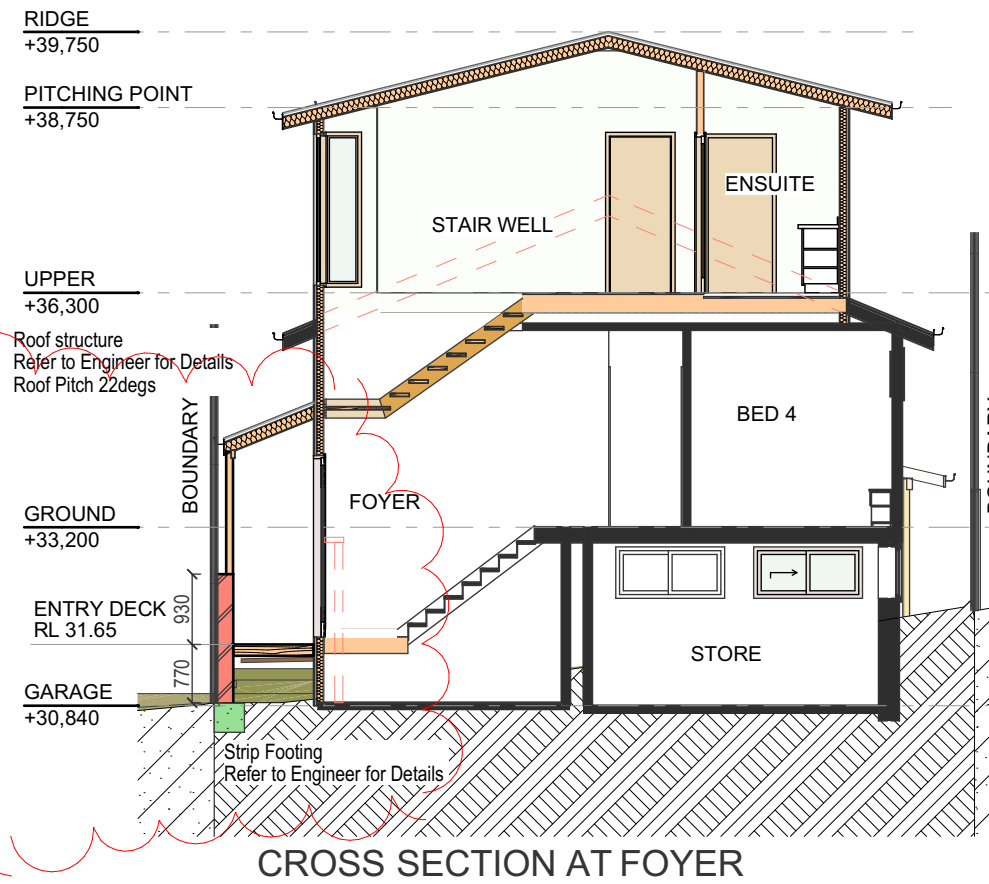 RIDGE
+39,750
PITCHING POINT
+38,750
ENSUITE
STAIR WELL
UPPER
+36,300
Roof structure
Refer to Engineer for Details
Roof Pitch 22degs
BOUNDARY
BED 4
FOYER
GROUND
+33,200
930
ENTRY DECK
RL 31.65
STORE
770
GARAGE
+30,840
Strip Footing
Refer to Engineer for Details
CROSS SECTION AT FOYER